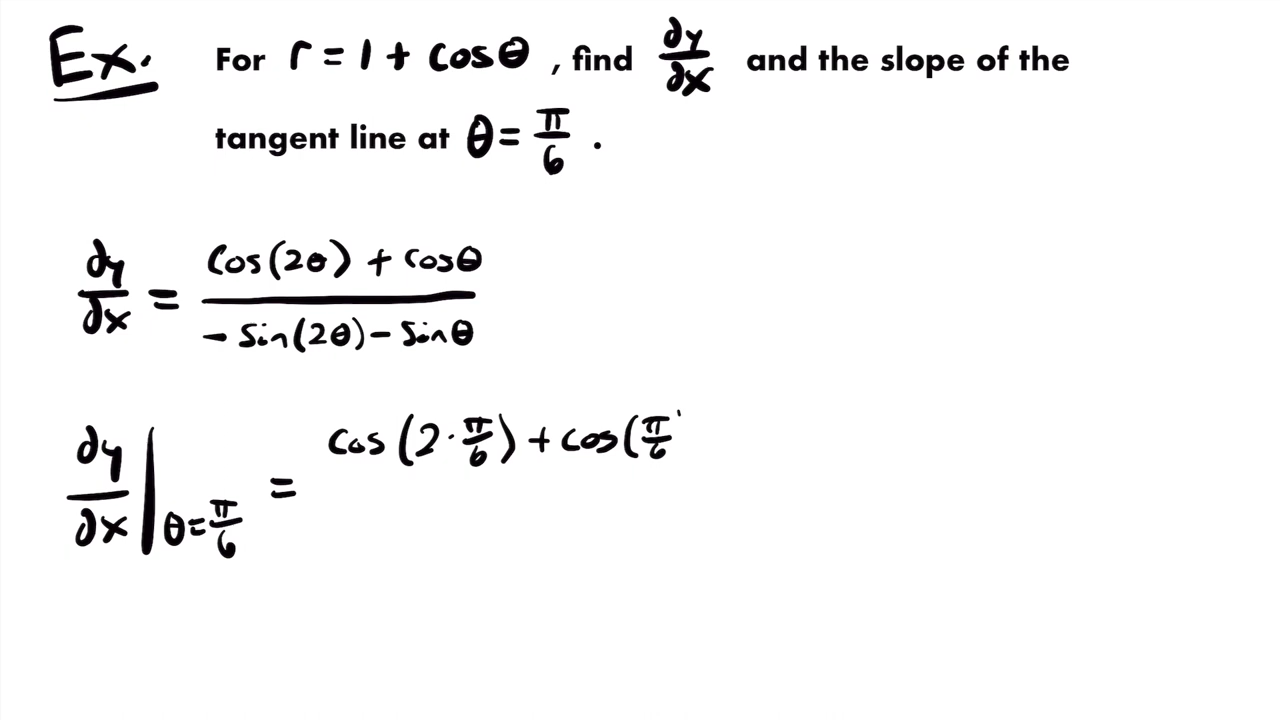 Ex. For r = 1 + cosθ , find ∂y/∂x and the slope of the
tangent line at θ = π/6 .
∂y/∂x = (cos(2θ) + cosθ)/(- sin(2θ) - sinθ)
∂y/∂x |θ=π/6 = cos(2·π/6) + cos(π/6